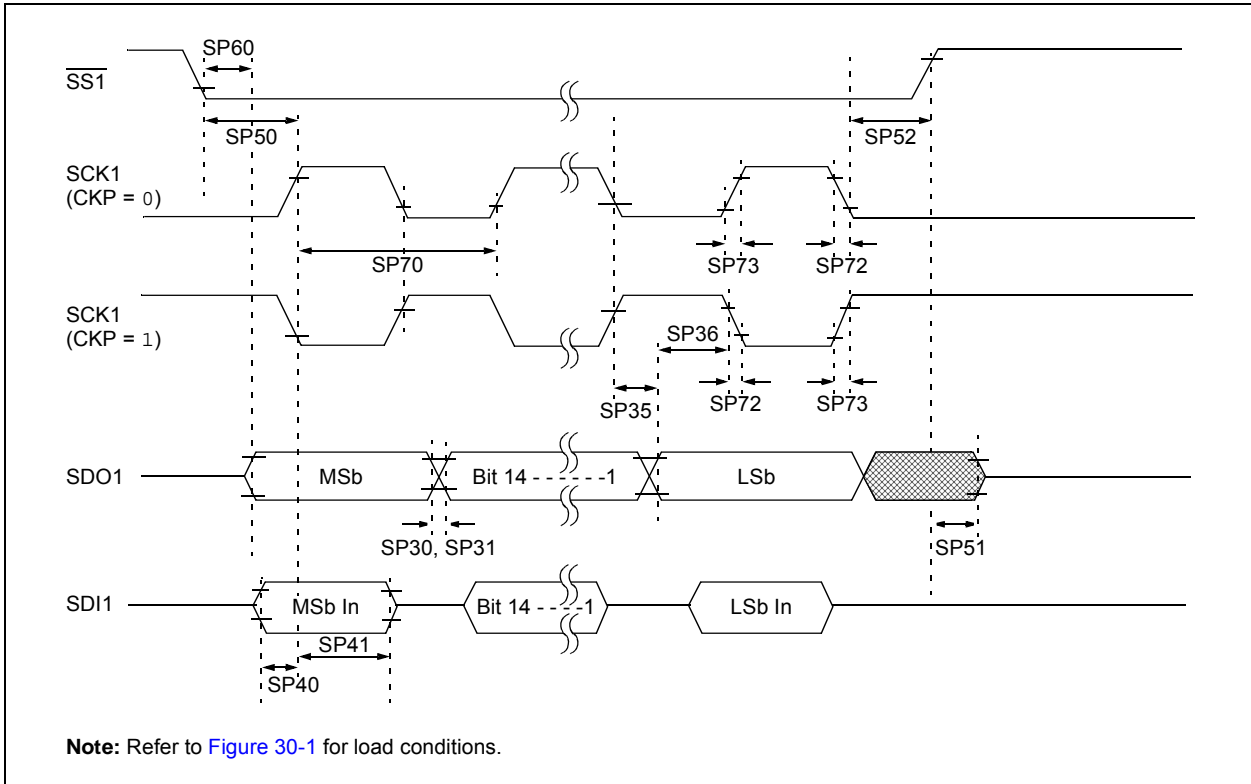 SP60
SS1
SP50
SP52
SCK1
(CKP = 0)
SP70
SP73
SP72
SCK1
(CKP = 1)
SP36
SP35
SP72
SP73
SDO1
MSb
Bit 14 - - - - - -1
LSb
SP30, SP31
SP51
SDI1
MSb In
Bit 14 - - - -1
LSb In
SP41
SP40
Note: Refer to Figure 30-1 for load conditions.